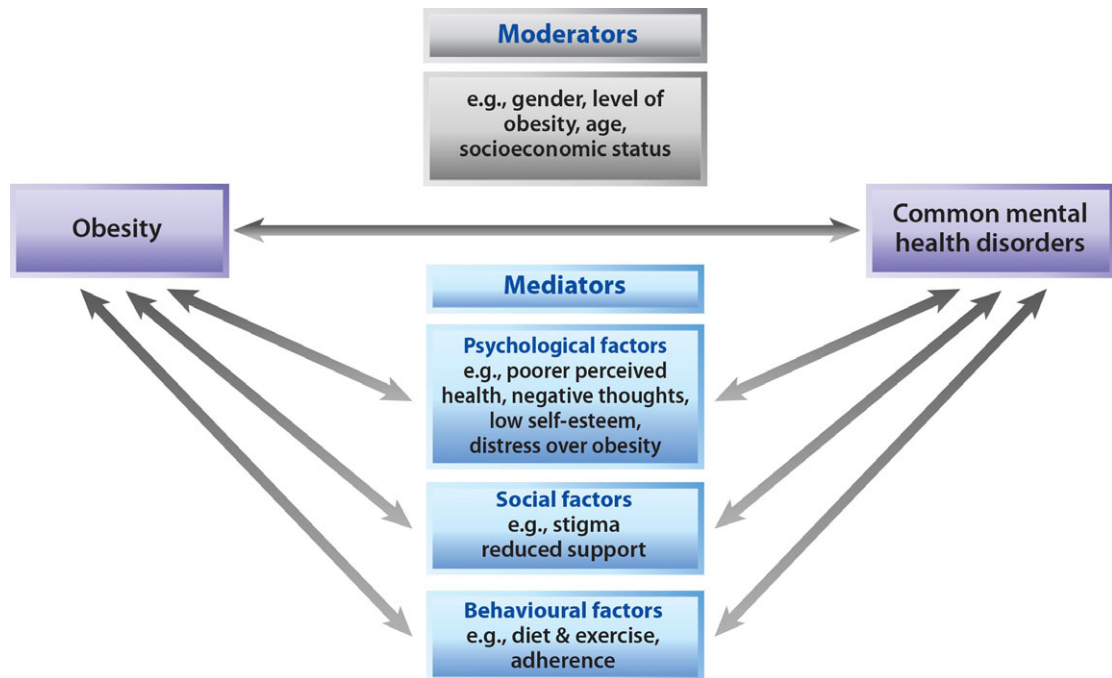 Moderators
e.g., gender, level of
obesity, age,
socioeconomic status
Obesity
Common mental
health disorders
Mediators
Psychological factors
e.g., poorer perceived
health, negative thoughts,
low self-esteem,
distress over obesity
Social factors
e.g., stigma
reduced support
Behavioural factors
e.g., diet & exercise,
adherence